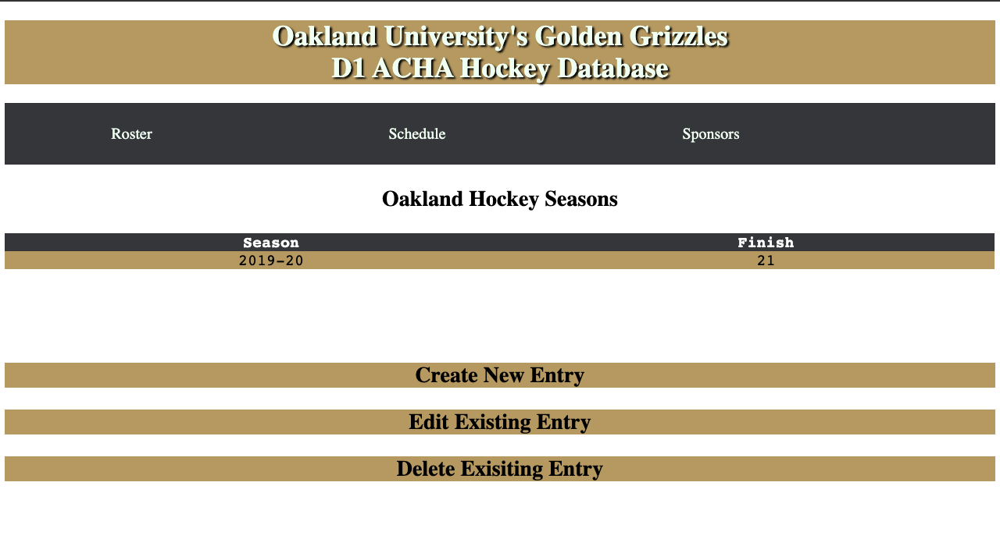 Oakland University's Golden Grizzles
D1 ACHA Hockey Database
Roster Schedule Sponsors
Oakland Hockey Seasons
Season Finish
2019-20 21
Create New Entry
Edit Existing Entry
Delete Exisiting Entry